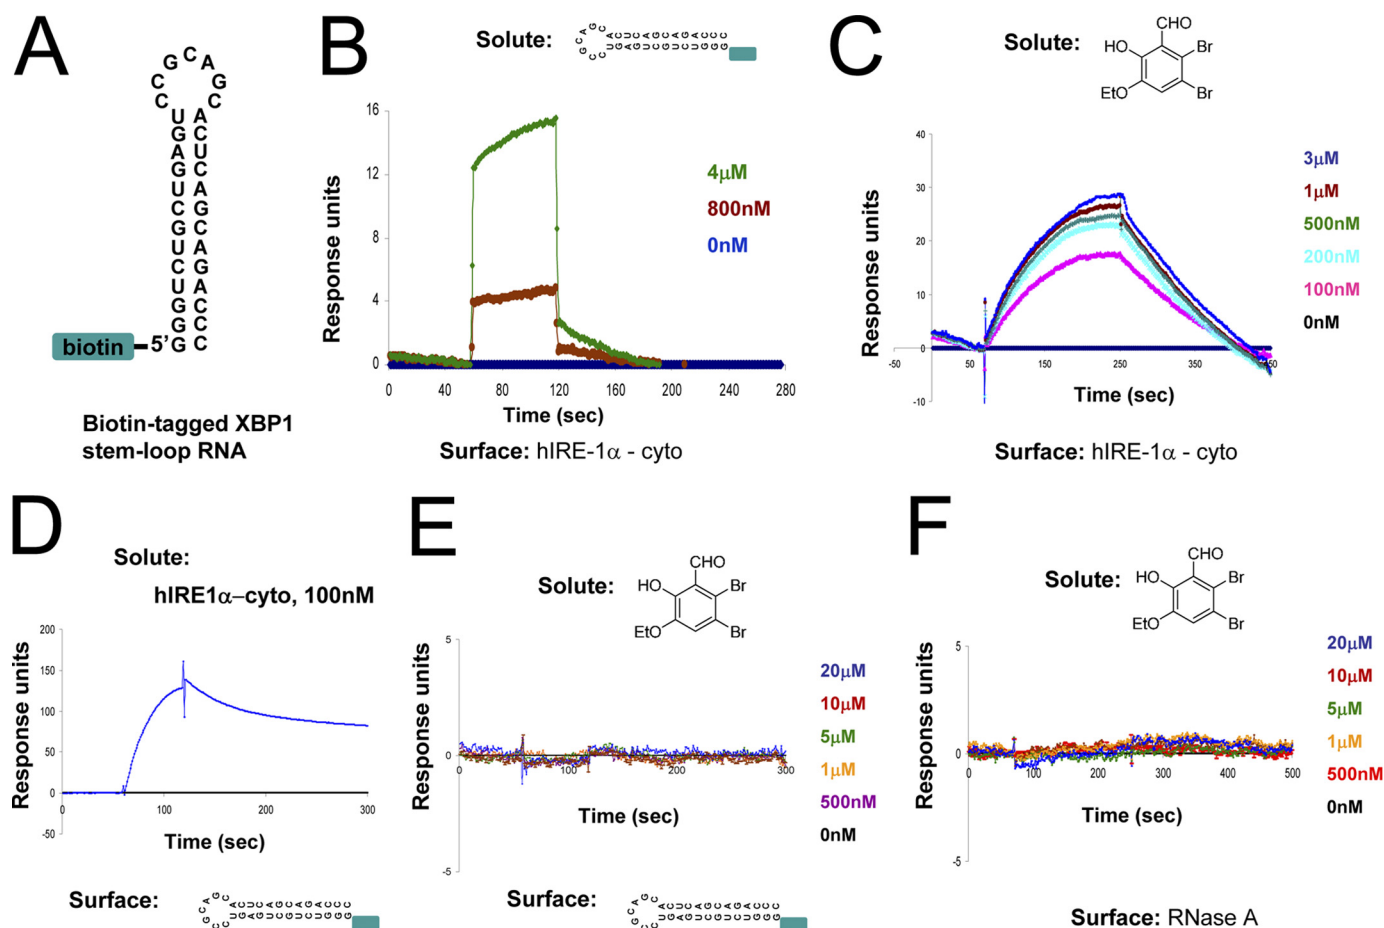 A
G C A
C G
C C
U A
G C
A U
G C
U A
C G
G C
U A
C G
U A
G C
G C
biotin 5'G C
Biotin-tagged XBP1
stem-loop RNA
B
Solute:
16
12
8
4
0
0 40 80 120 160 200 240 280
Response units
Time (sec)
4μM
800nM
0nM
Surface: hIRE-1α - cyto
C
Solute:
CHO
HO Br
EtO Br
40
30
20
10
0
-10
-50 50 150 250 350 450
Response units
Time (sec)
3μM
1μM
500nM
200nM
100nM
0nM
Surface: hIRE-1α - cyto
D
Solute:
hIRE1α–cyto, 100nM
200
150
100
50
0
-50
0 100 200 300
Response units
Time (sec)
Surface:
E
Solute:
CHO
HO Br
EtO Br
5
0
-5
0 100 200 300
Response units
Time (sec)
20μM
10μM
5μM
1μM
500nM
0nM
Surface:
F
Solute:
CHO
HO Br
EtO Br
5
0
-5
0 100 200 300 400 500
Response units
Time (sec)
20μM
10μM
5μM
1μM
500nM
0nM
Surface: RNase A